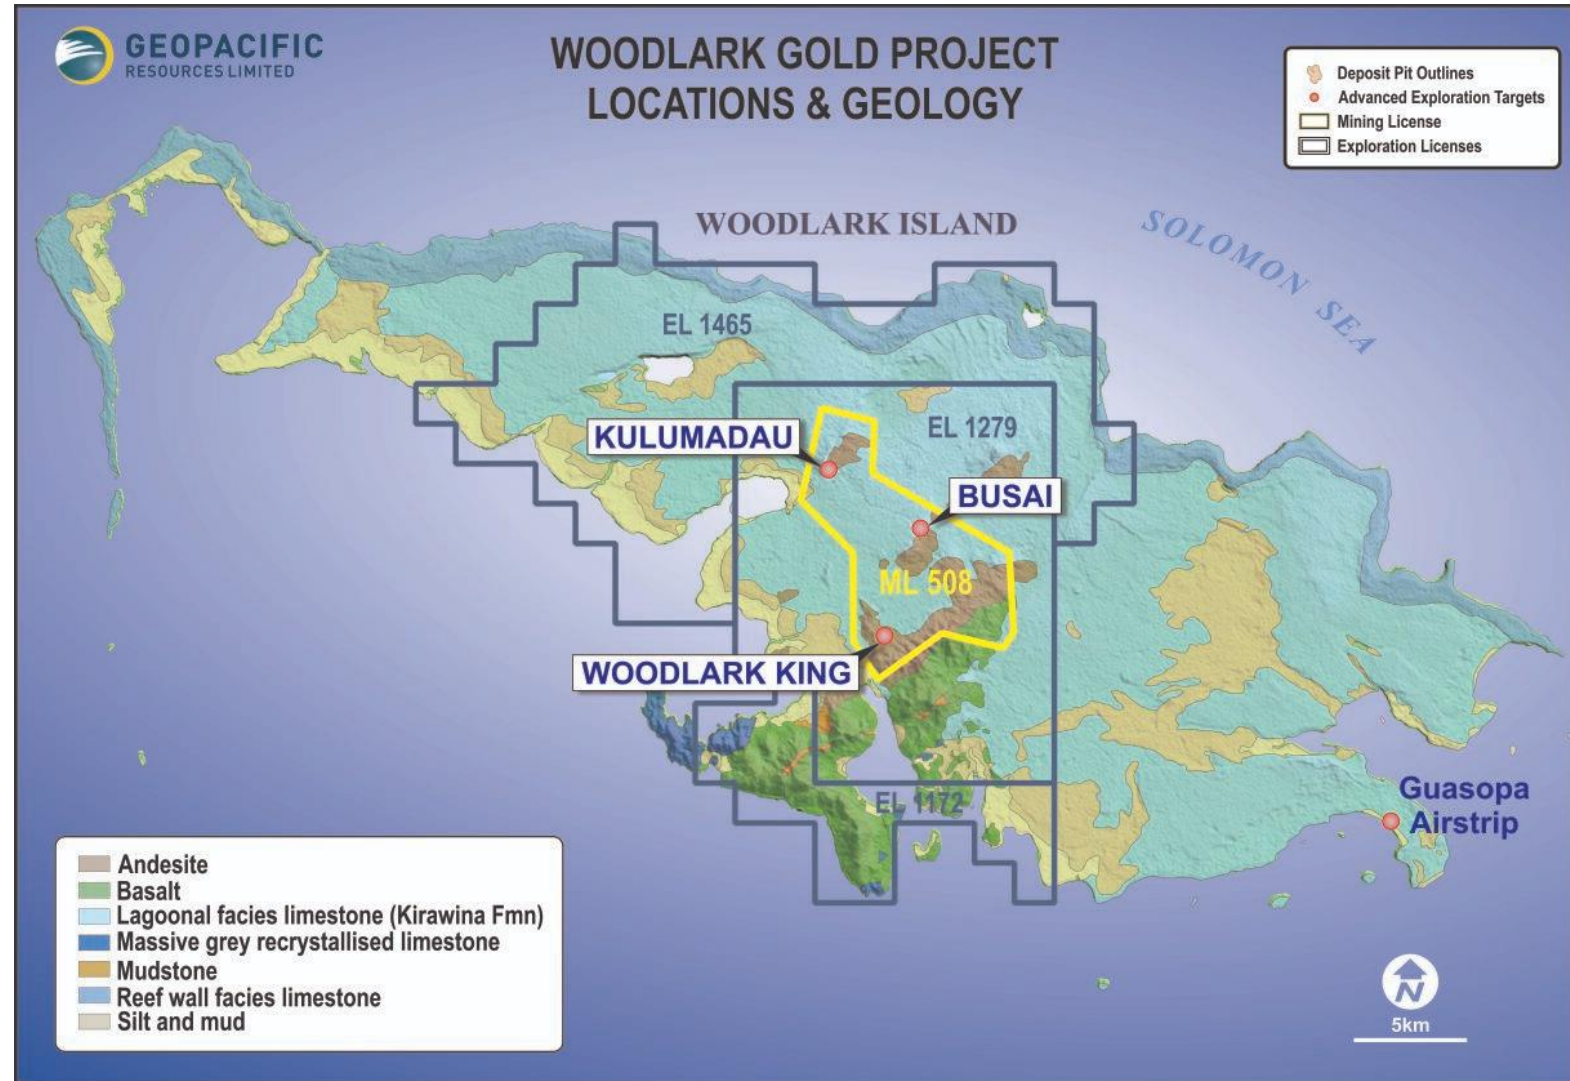 GEOPACIFIC
RESOURCES LIMITED
WOODLARK GOLD PROJECT
LOCATIONS & GEOLOGY
Deposit Pit Outlines
Advanced Exploration Targets
Mining License
Exploration Licenses
WOODLARK ISLAND
SOLOMON SEA
EL 1465
EL 1279
KULUMADAU
BUSAI
ML 508
WOODLARK KING
EL 1172
Guasopa
Airstrip
Andesite
Basalt
Lagoonal facies limestone (Kirawina Fmn)
Massive grey recrystallised limestone
Mudstone
Reef wall facies limestone
Silt and mud
N
5km